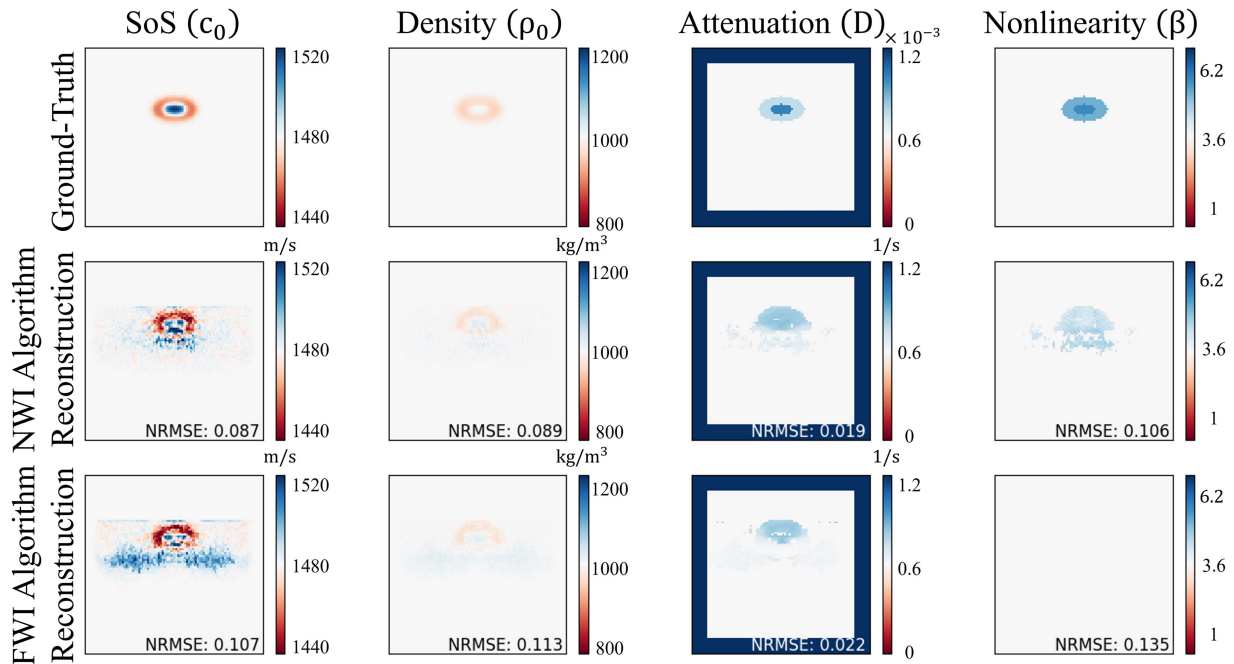 SoS (c₀)
Density (ρ₀)
Attenuation (D)
Nonlinearity (β)
× 10⁻³
Ground-Truth
1520
1480
1440
1200
1000
800
1.2
0.6
0
6.2
3.6
1
m/s
kg/m³
1/s
NWI Algorithm
Reconstruction
NRMSE: 0.087
1520
1480
1440
NRMSE: 0.089
1200
1000
800
NRMSE: 0.019
1.2
0.6
0
NRMSE: 0.106
6.2
3.6
1
m/s
kg/m³
1/s
FWI Algorithm
Reconstruction
NRMSE: 0.107
1520
1480
1440
NRMSE: 0.113
1200
1000
800
NRMSE: 0.022
1.2
0.6
0
NRMSE: 0.135
6.2
3.6
1